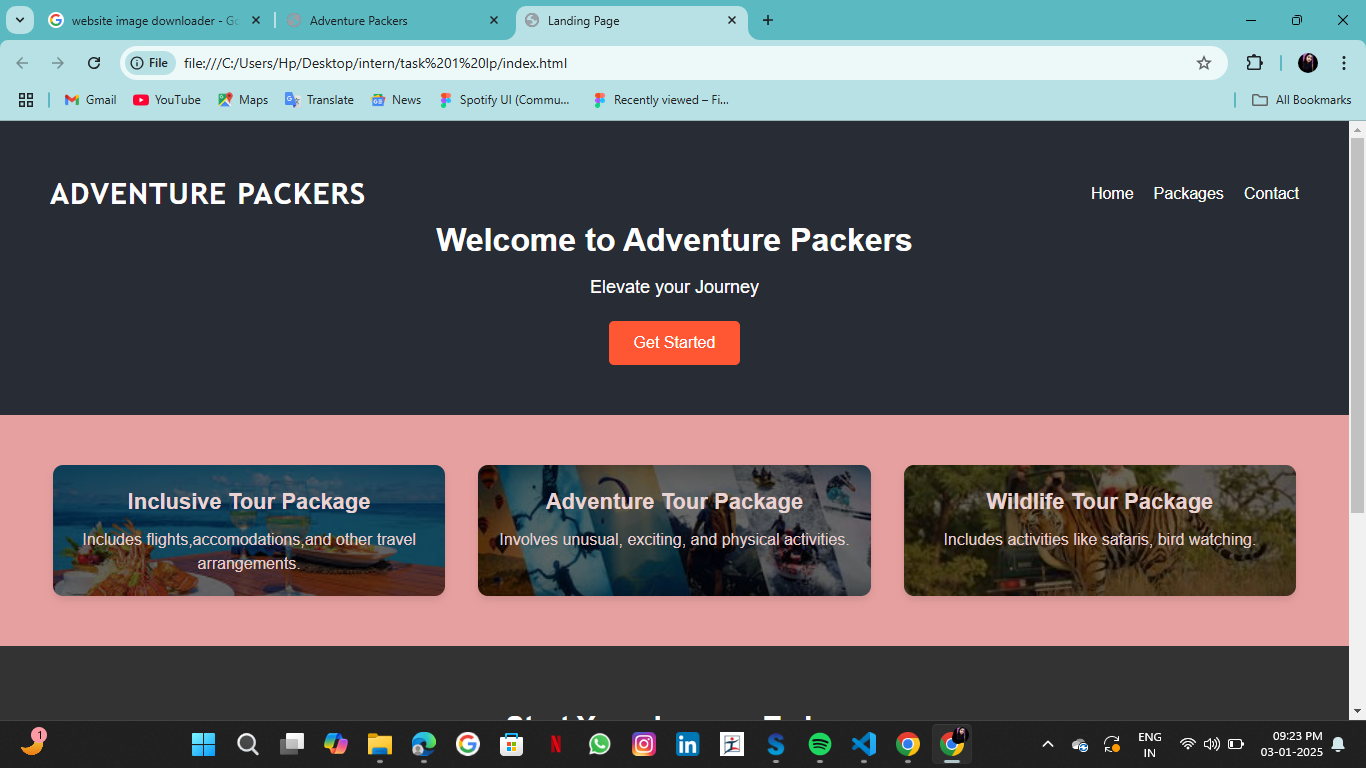 website image downloader - Go
Adventure Packers
Landing Page
File
file:///C:/Users/Hp/Desktop/intern/task%201%20lp/index.html
Gmail
YouTube
Maps
Translate
News
Spotify UI (Commu...
Recently viewed – Fi...
All Bookmarks
ADVENTURE PACKERS
Home
Packages
Contact
Welcome to Adventure Packers
Elevate your Journey
Get Started
Inclusive Tour Package
Includes flights,accomodations,and other travel
arrangements.
Adventure Tour Package
Involves unusual, exciting, and physical activities.
Wildlife Tour Package
Includes activities like safaris, bird watching.
1
ENG
IN
09:23 PM
03-01-2025